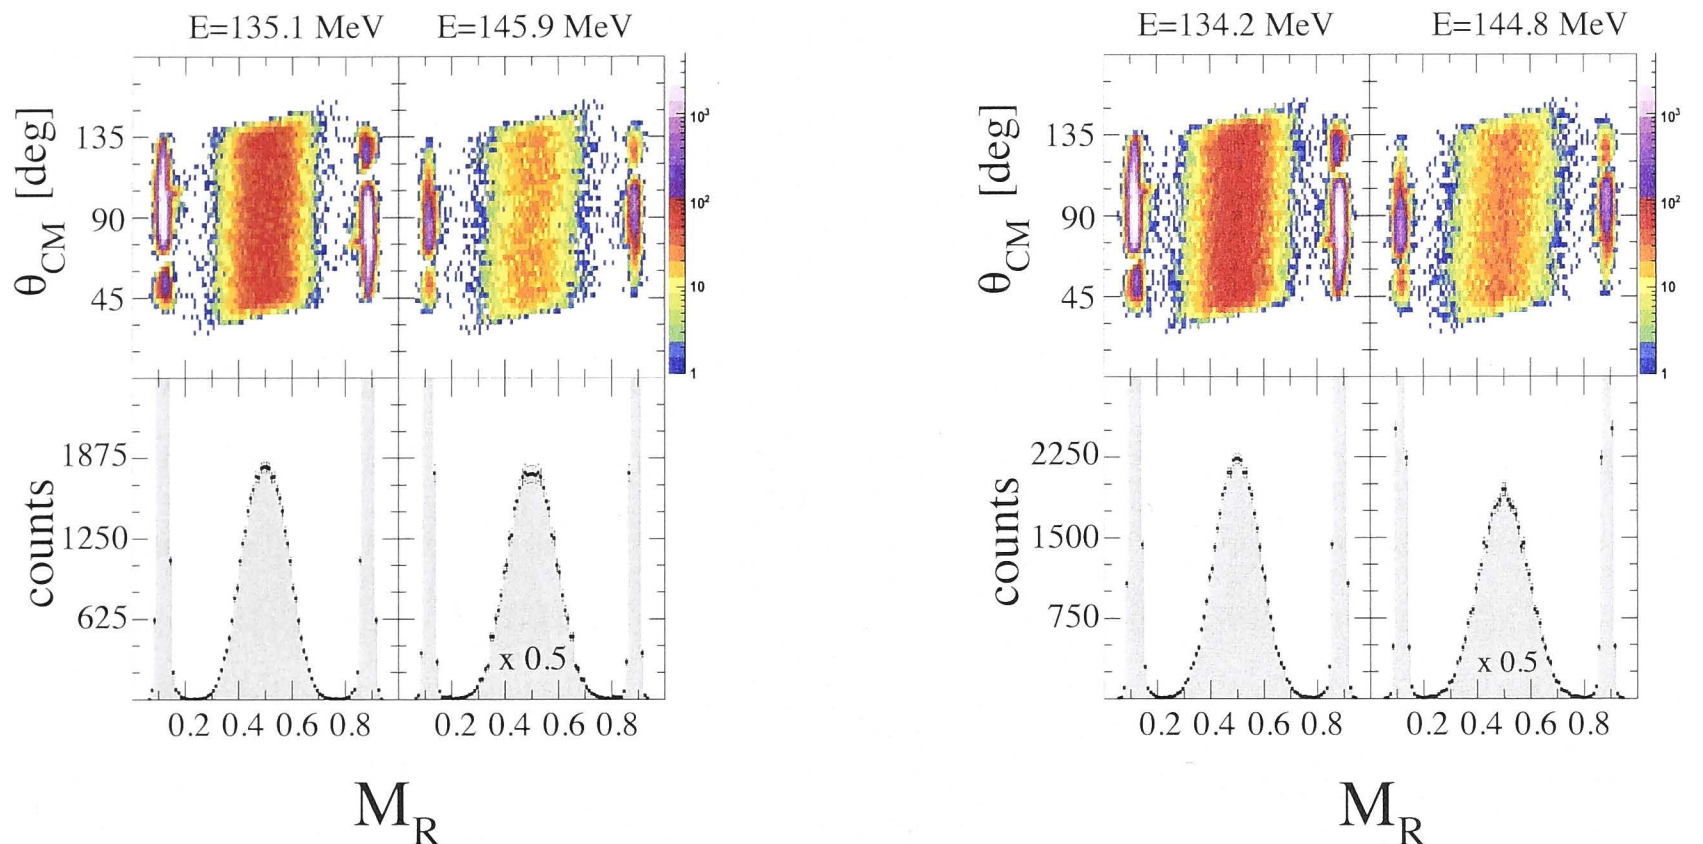 E=135.1 MeV E=145.9 MeV
θCM [deg]
135
90
45
10³
10²
10
1
counts
1875
1250
625
x 0.5
0.2 0.4 0.6 0.8 0.2 0.4 0.6 0.8
MR
E=134.2 MeV E=144.8 MeV
θCM [deg]
135
90
45
10³
10²
10
1
counts
2250
1500
750
x 0.5
0.2 0.4 0.6 0.8 0.2 0.4 0.6 0.8
MR